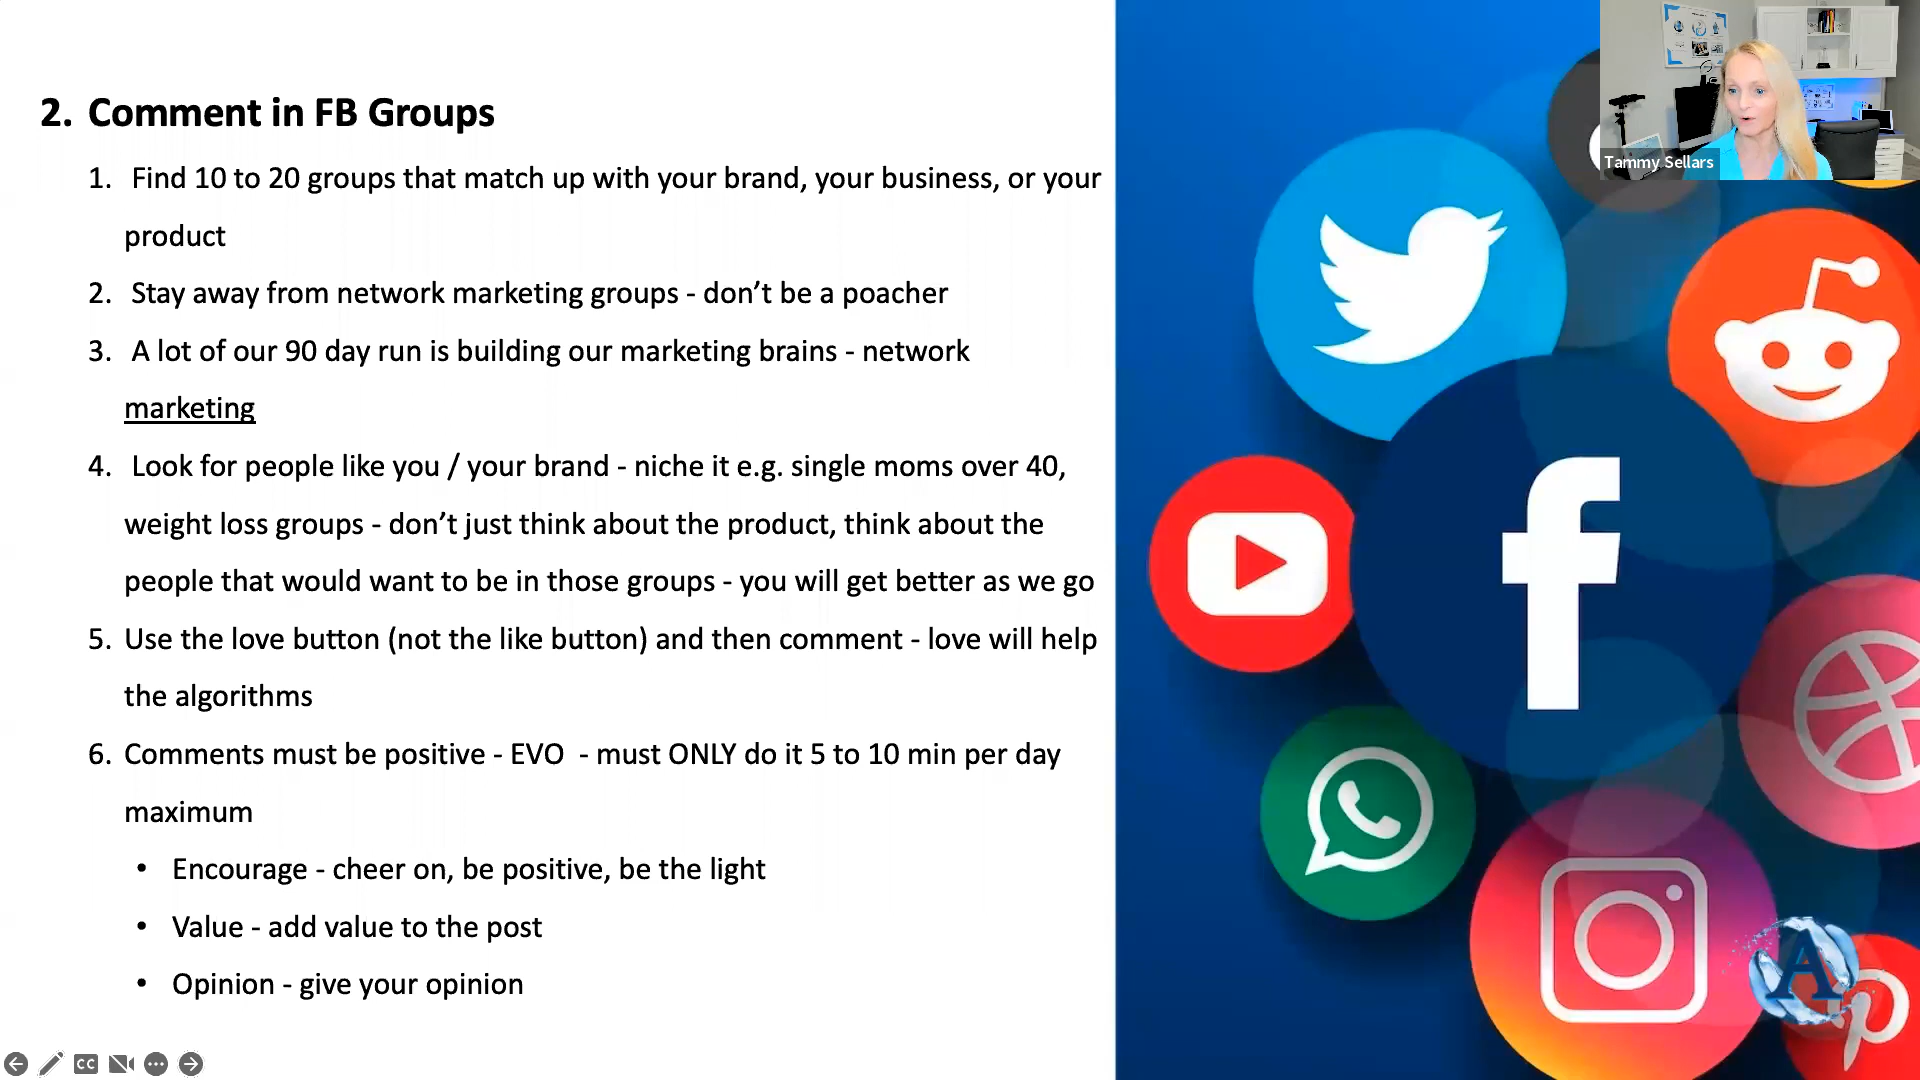 2. Comment in FB Groups
1. Find 10 to 20 groups that match up with your brand, your business, or your
product
2. Stay away from network marketing groups - don’t be a poacher
3. A lot of our 90 day run is building our marketing brains - network
marketing
4. Look for people like you / your brand - niche it e.g. single moms over 40,
weight loss groups - don’t just think about the product, think about the
people that would want to be in those groups - you will get better as we go
5. Use the love button (not the like button) and then comment - love will help
the algorithms
6. Comments must be positive - EVO - must ONLY do it 5 to 10 min per day
maximum
• Encourage - cheer on, be positive, be the light
• Value - add value to the post
• Opinion - give your opinion
Tammy Sellars
CC
A